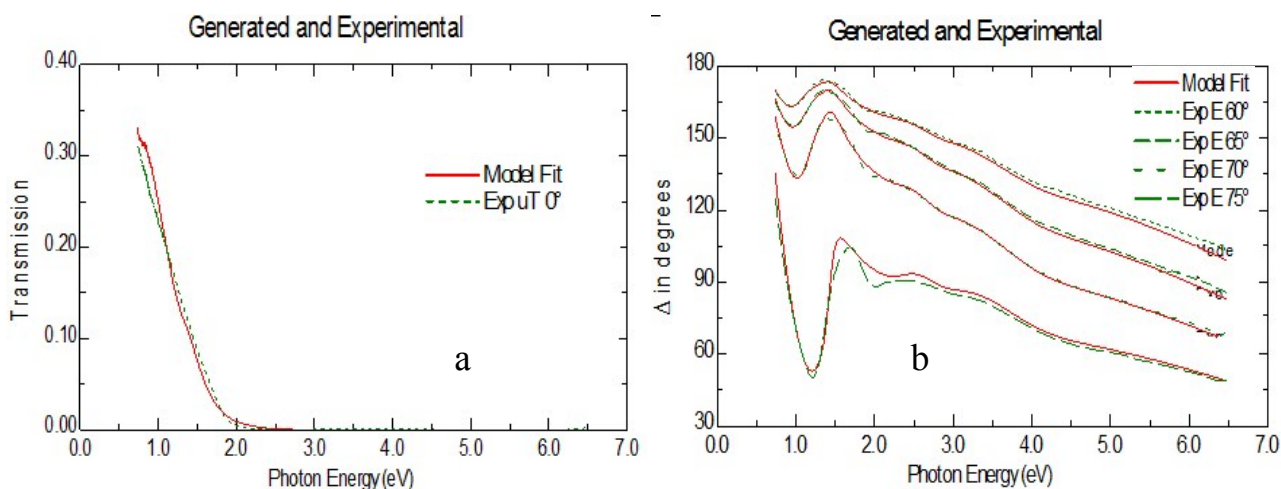 Generated and Experimental
Transmission
0.40
0.30
0.20
0.10
0.00
0.0 1.0 2.0 3.0 4.0 5.0 6.0 7.0
Photon Energy (eV)
Model Fit
Exp uT 0°
a
Generated and Experimental
Δ in degrees
180
150
120
90
60
30
0.0 1.0 2.0 3.0 4.0 5.0 6.0 7.0
Photon Energy (eV)
Model Fit
Exp E 60°
Exp E 65°
Exp E 70°
Exp E 75°
b